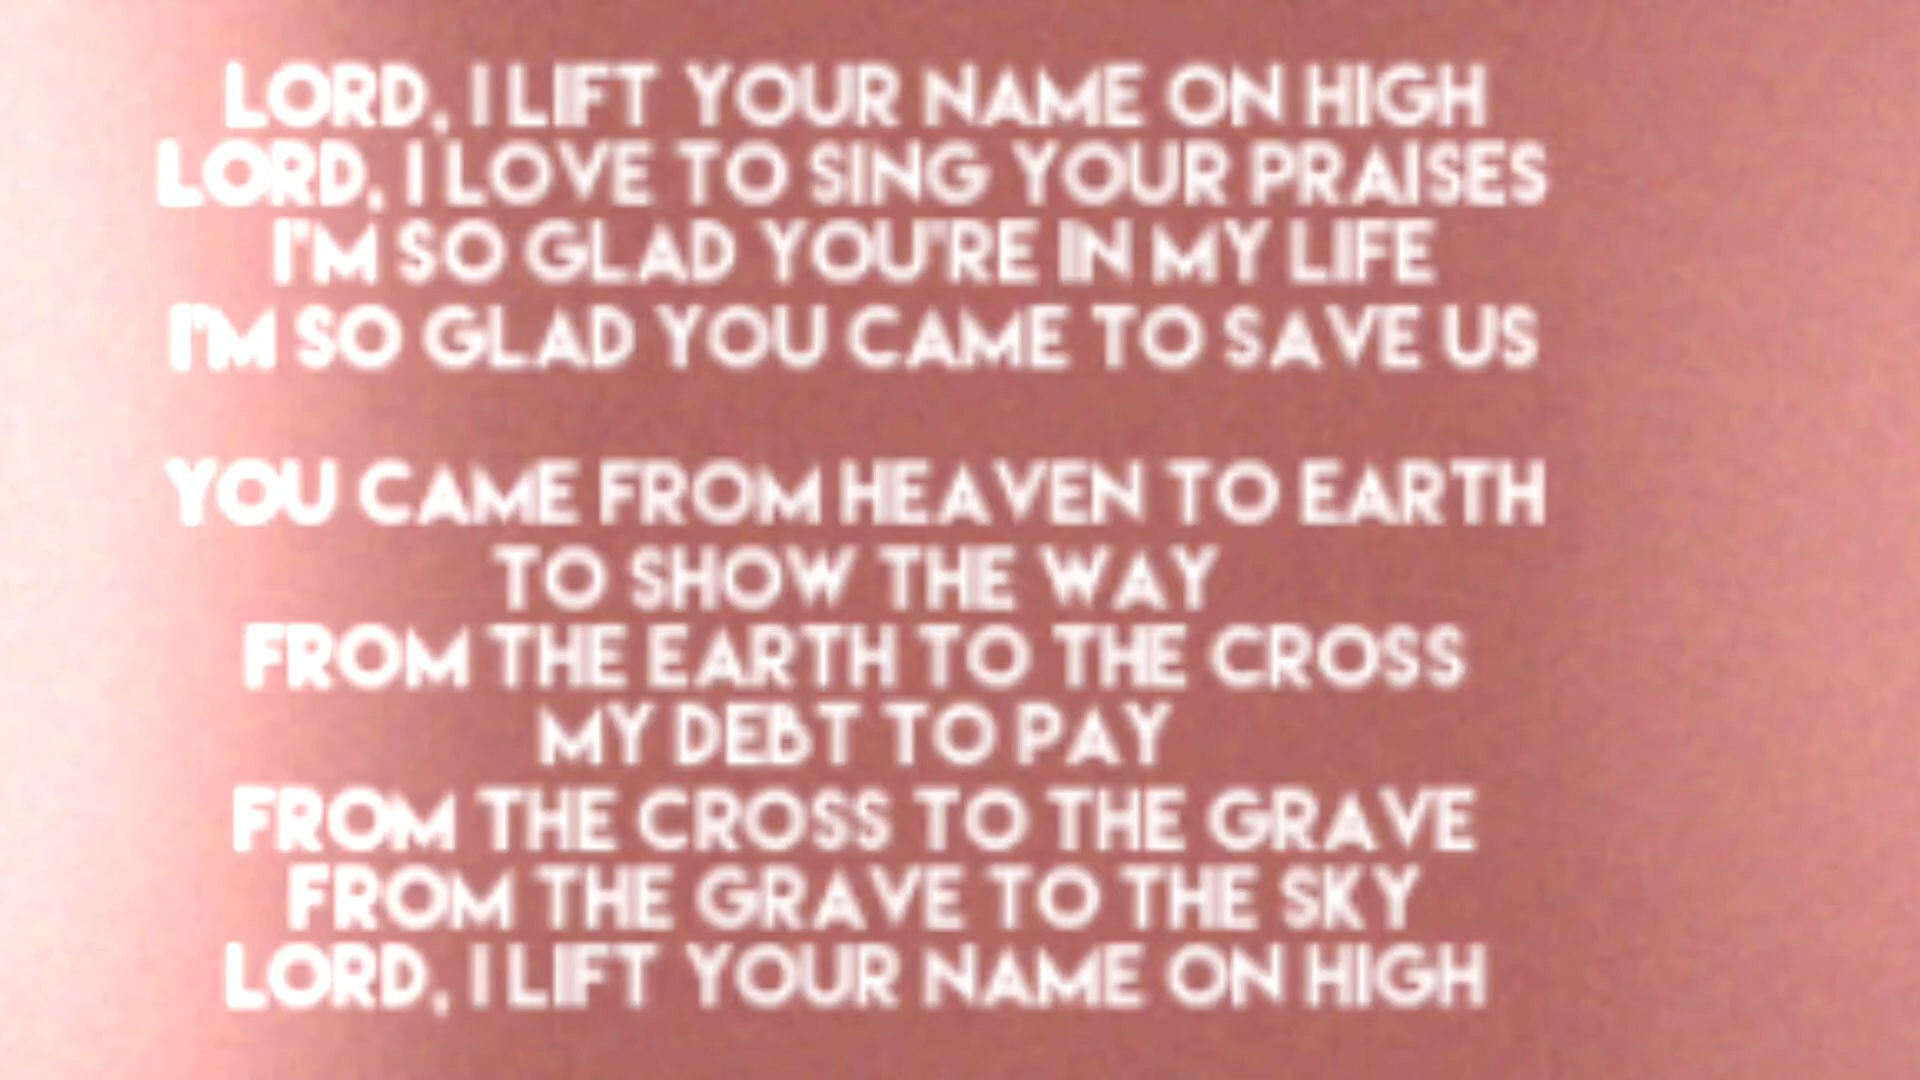 LORD, I LIFT YOUR NAME ON HIGH
LORD, I LOVE TO SING YOUR PRAISES
I'M SO GLAD YOU'RE IN MY LIFE
I'M SO GLAD YOU CAME TO SAVE US
YOU CAME FROM HEAVEN TO EARTH
TO SHOW THE WAY
FROM THE EARTH TO THE CROSS
MY DEBT TO PAY
FROM THE CROSS TO THE GRAVE
FROM THE GRAVE TO THE SKY
LORD, I LIFT YOUR NAME ON HIGH